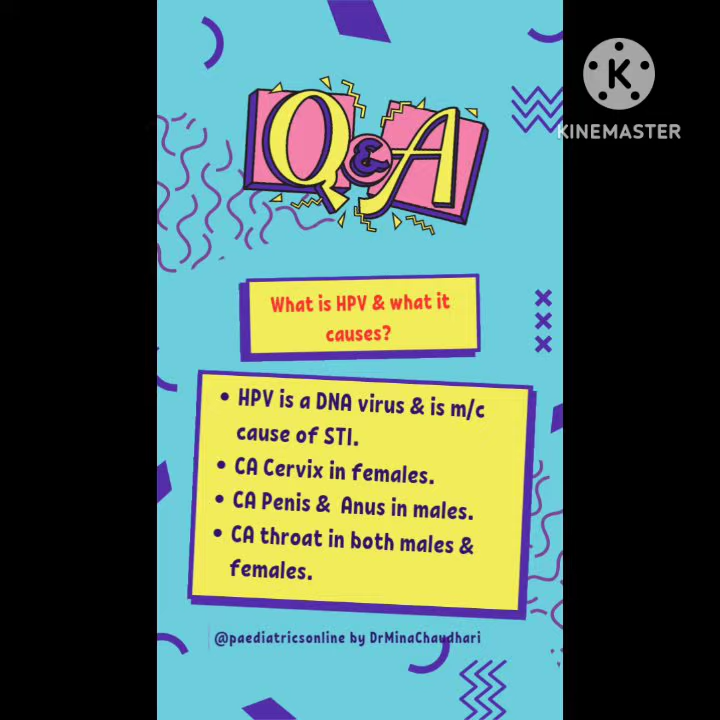 K
KINEMASTER
Q&A
What is HPV & what it
causes?
• HPV is a DNA virus & is m/c
cause of STI.
• CA Cervix in females.
• CA Penis & Anus in males.
• CA throat in both males &
females.
@paediatricsonline by DrMinaChaudhari